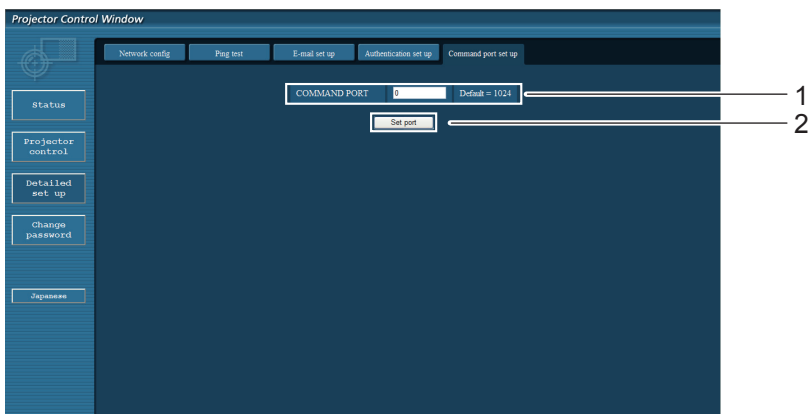 Projector Control Window
Network config
Ping test
E-mail set up
Authentication set up
Command port set up
COMMAND PORT 0 Default = 1024
1
Set port
2
Status
Projector
control
Detailed
set up
Change
password
Japanese